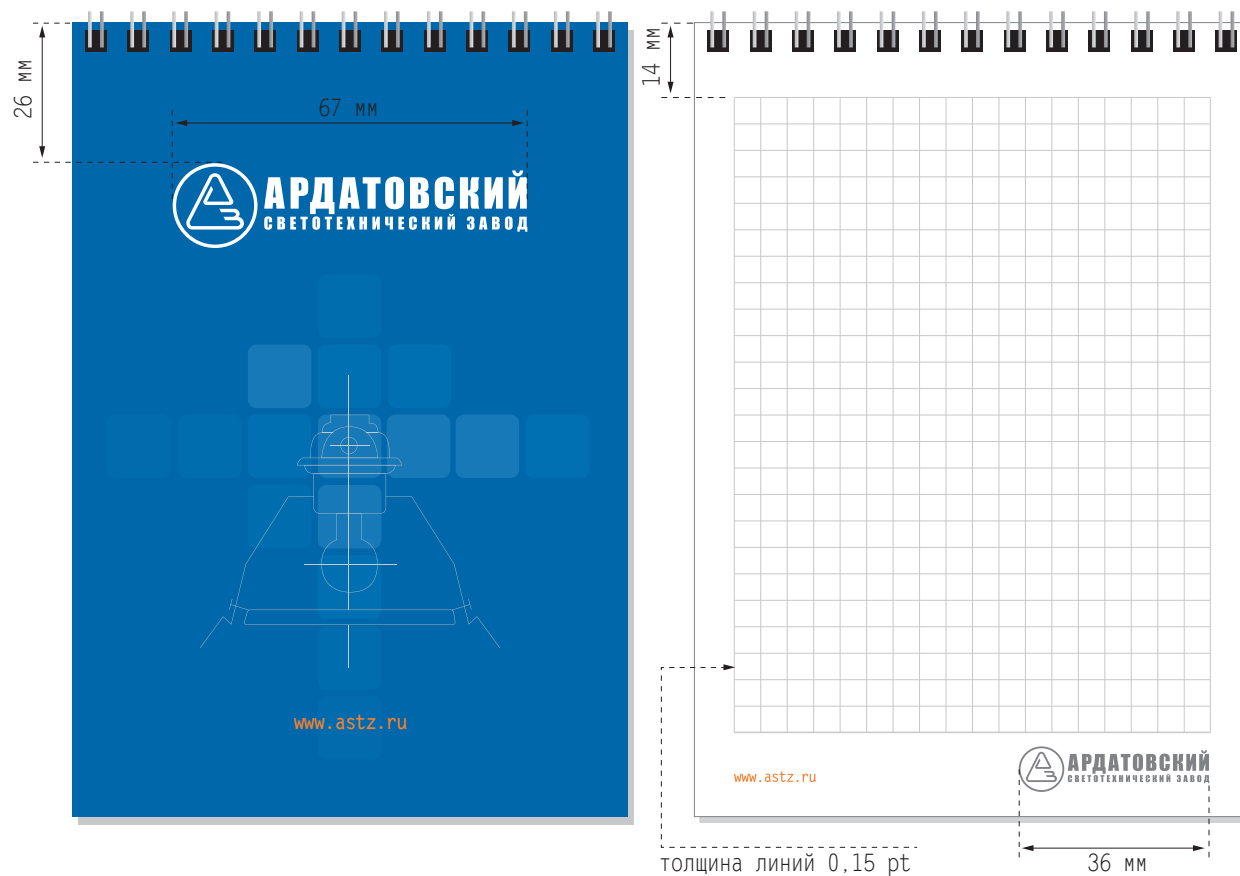 26 мм
67 мм
АРДАТОВСКИЙ
СВЕТОТЕХНИЧЕСКИЙ ЗАВОД
www.astz.ru
14 мм
www.astz.ru
АРДАТОВСКИЙ
СВЕТОТЕХНИЧЕСКИЙ ЗАВОД
толщина линий 0,15 pt
36 мм